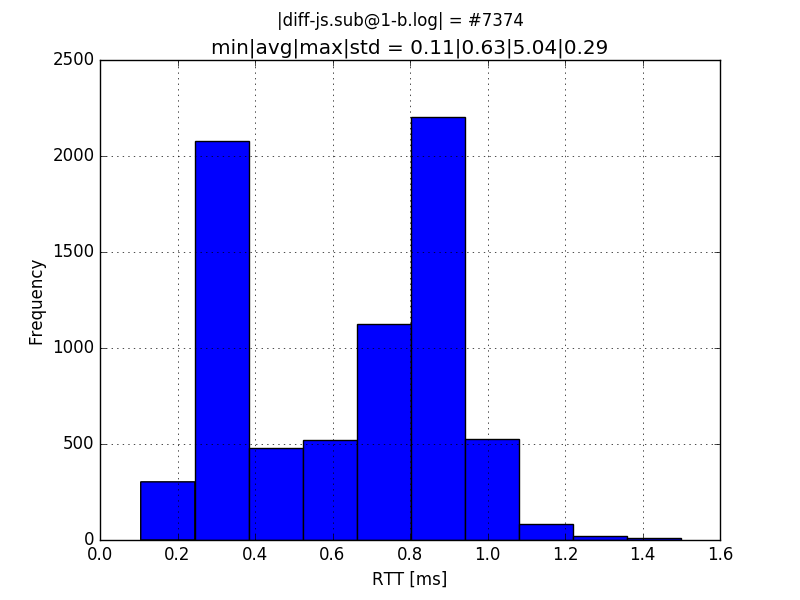 |diff-js.sub@1-b.log| = #7374
min|avg|max|std = 0.11|0.63|5.04|0.29
2500
2000
1500
1000
500
0
Frequency
0.0 0.2 0.4 0.6 0.8 1.0 1.2 1.4 1.6
RTT [ms]